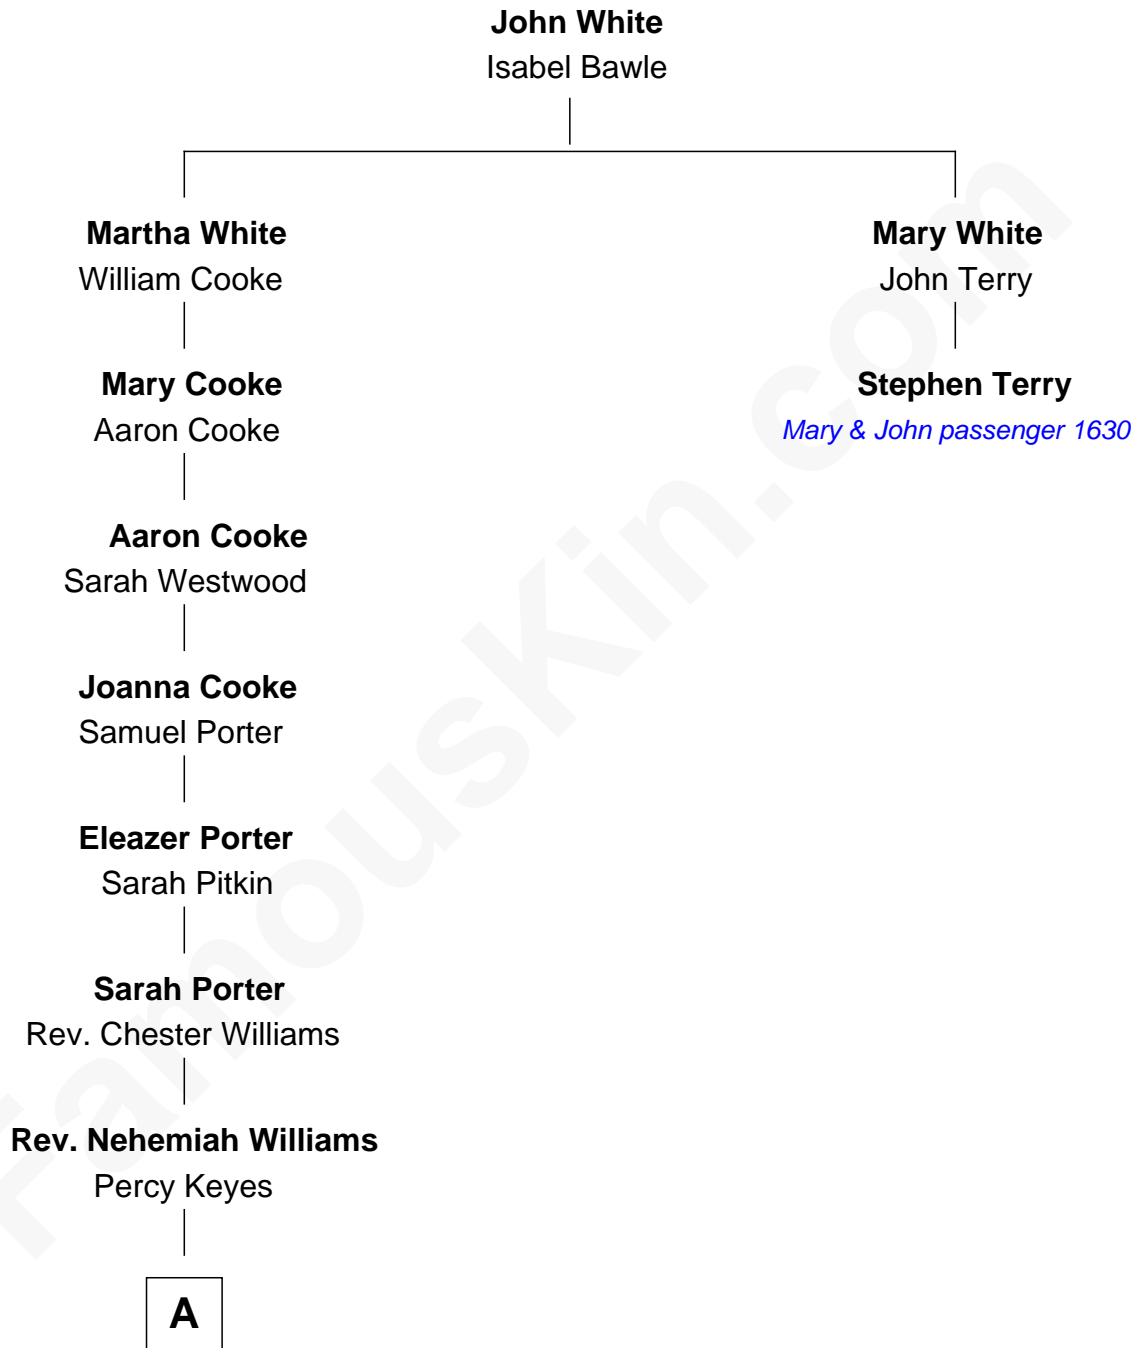 John White
Isabel Bawle
Martha White
William Cooke
Mary White
John Terry
Mary Cooke
Aaron Cooke
Stephen Terry
Mary & John passenger 1630
Aaron Cooke
Sarah Westwood
Joanna Cooke
Samuel Porter
Eleazer Porter
Sarah Pitkin
Sarah Porter
Rev. Chester Williams
Rev. Nehemiah Williams
Percy Keyes
A
FamousKin.com